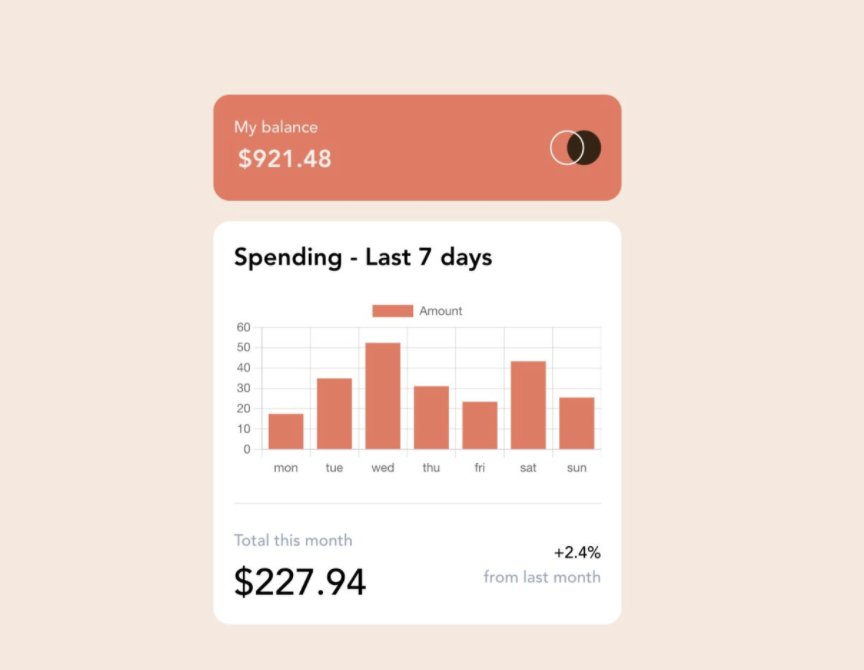 My balance
$921.48
Spending - Last 7 days
Amount
60
50
40
30
20
10
0
mon tue wed thu fri sat sun
Total this month
$227.94
+2.4%
from last month